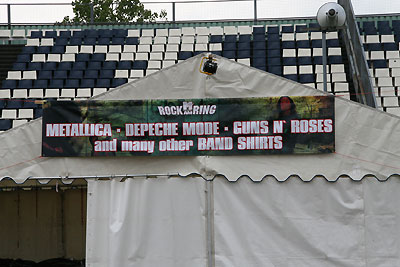 ROCK RING
METALLICA - DEPECHE MODE - GUNS N' ROSES
and many other BAND SHIRTS